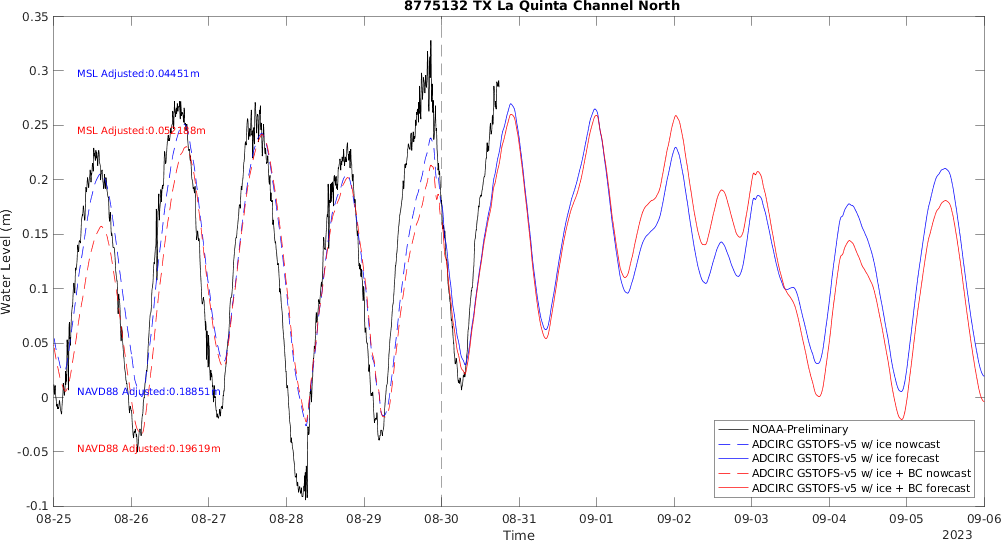 8775132 TX La Quinta Channel North
0.35
0.3
0.25
0.2
0.15
0.1
0.05
0
-0.05
-0.1
Water Level (m)
MSL Adjusted:0.04451m
MSL Adjusted:0.052188m
NAVD88 Adjusted:0.18851m
NAVD88 Adjusted:0.19619m
NOAA-Preliminary
ADCIRC GSTOFS-v5 w/ ice nowcast
ADCIRC GSTOFS-v5 w/ ice forecast
ADCIRC GSTOFS-v5 w/ ice + BC nowcast
ADCIRC GSTOFS-v5 w/ ice + BC forecast
08-25 08-26 08-27 08-28 08-29 08-30 08-31 09-01 09-02 09-03 09-04 09-05 09-06
Time
2023